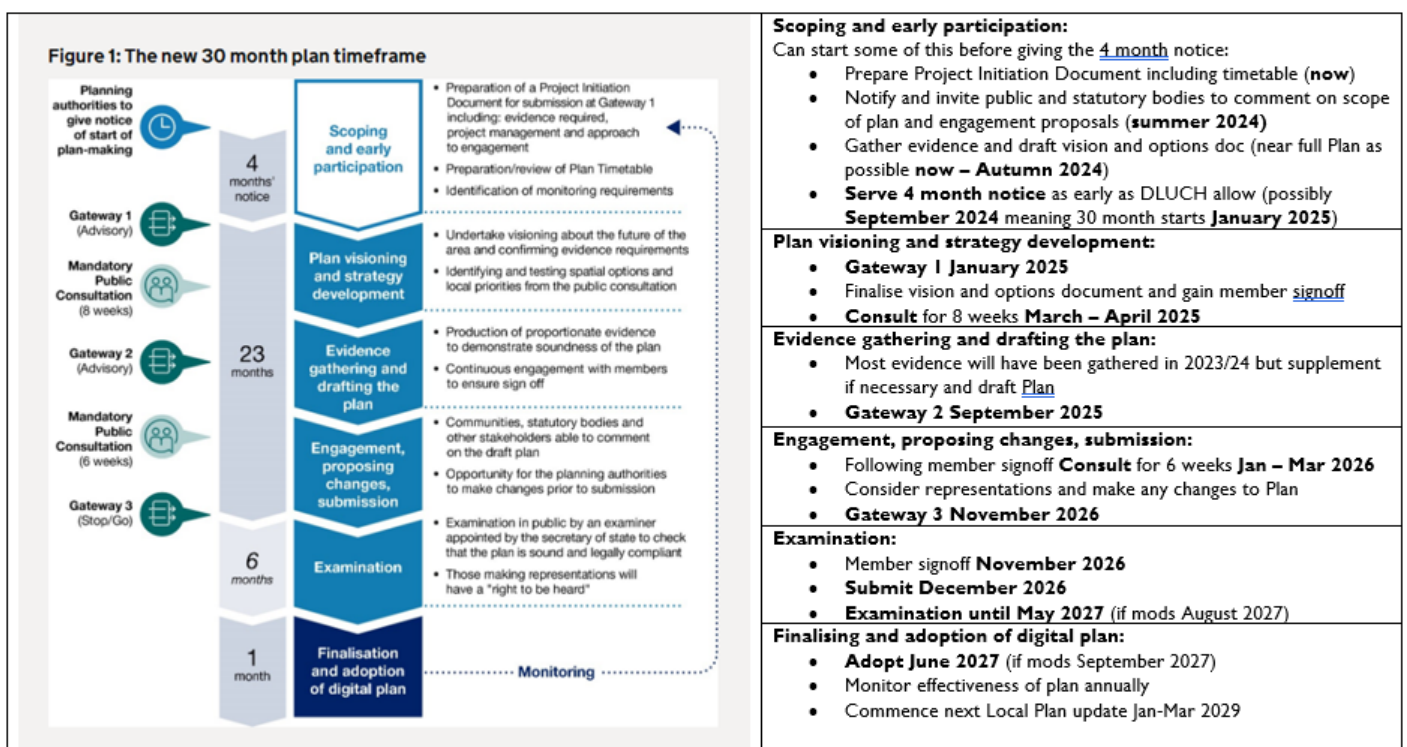 Figure 1: The new 30 month plan timeframe
Planning
authorities to
give notice
of start of
plan-making
4
months'
notice
Gateway 1
(Advisory)
Mandatory
Public
Consultation
(8 weeks)
Gateway 2
(Advisory)
23
months
Mandatory
Public
Consultation
(6 weeks)
Gateway 3
(Stop/Go)
6
months
1
month
Scoping
and early
participation
• Preparation of a Project Initiation
Document for submission at Gateway 1
including: evidence required,
project management and approach
to engagement
• Preparation/review of Plan Timetable
• Identification of monitoring requirements
Plan visioning
and strategy
development
• Undertake visioning about the future of the
area and confirming evidence requirements
• Identifying and testing spatial options and
local priorities from the public consultation
Evidence
gathering and
drafting the
plan
• Production of proportionate evidence
to demonstrate soundness of the plan
• Continuous engagement with members
to ensure sign off
Engagement,
proposing
changes,
submission
• Communities, statutory bodies and
other stakeholders able to comment
on the draft plan
• Opportunity for the planning authorities
to make changes prior to submission
Examination
• Examination in public by an examiner
appointed by the secretary of state to check
that the plan is sound and legally compliant
• Those making representations will
have a "right to be heard"
Finalisation
and adoption
of digital plan
Monitoring
Scoping and early participation:
Can start some of this before giving the 4 month notice:
• Prepare Project Initiation Document including timetable (now)
• Notify and invite public and statutory bodies to comment on scope
of plan and engagement proposals (summer 2024)
• Gather evidence and draft vision and options doc (near full Plan as
possible now – Autumn 2024)
• Serve 4 month notice as early as DLUCH allow (possibly
September 2024 meaning 30 month starts January 2025)
Plan visioning and strategy development:
• Gateway 1 January 2025
• Finalise vision and options document and gain member signoff
• Consult for 8 weeks March – April 2025
Evidence gathering and drafting the plan:
• Most evidence will have been gathered in 2023/24 but supplement
if necessary and draft Plan
• Gateway 2 September 2025
Engagement, proposing changes, submission:
• Following member signoff Consult for 6 weeks Jan – Mar 2026
• Consider representations and make any changes to Plan
• Gateway 3 November 2026
Examination:
• Member signoff November 2026
• Submit December 2026
• Examination until May 2027 (if mods August 2027)
Finalising and adoption of digital plan:
• Adopt June 2027 (if mods September 2027)
• Monitor effectiveness of plan annually
• Commence next Local Plan update Jan-Mar 2029